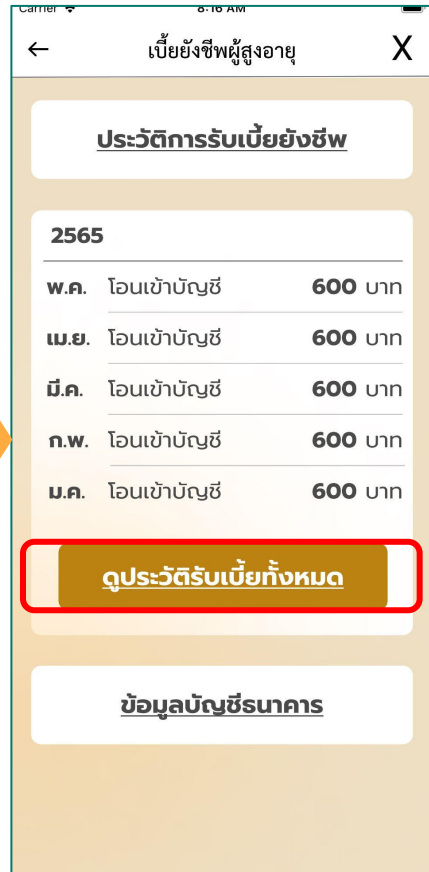 Carrier 8:16 AM
← เบี้ยยังชีพผู้สูงอายุ X
ประวัติการรับเบี้ยยังชีพ
2565
พ.ค. โอนเข้าบัญชี 600 บาท
เม.ย. โอนเข้าบัญชี 600 บาท
มี.ค. โอนเข้าบัญชี 600 บาท
ก.พ. โอนเข้าบัญชี 600 บาท
ม.ค. โอนเข้าบัญชี 600 บาท
ดูประวัติรับเบี้ยทั้งหมด
ข้อมูลบัญชีธนาคาร